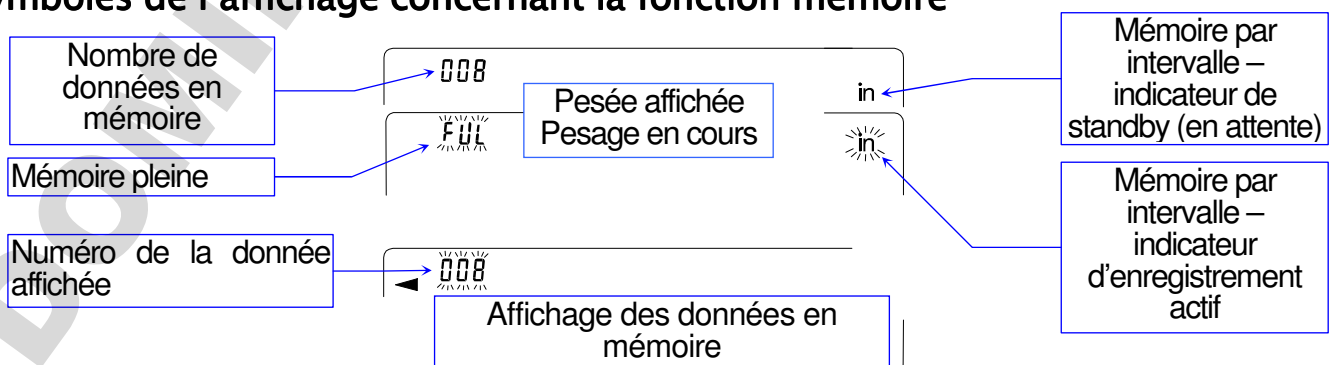 symboles de l'affichage concernant la fonction mémoire
Nombre de
données en
mémoire
008
Pesée affichée
Pesage en cours
in
Mémoire par
intervalle –
indicateur de
standby (en attente)
FUL
Mémoire pleine
in
Mémoire par
intervalle –
indicateur
d'enregistrement
actif
Numéro de la donnée
affichée
008
Affichage des données en
mémoire
DOMI